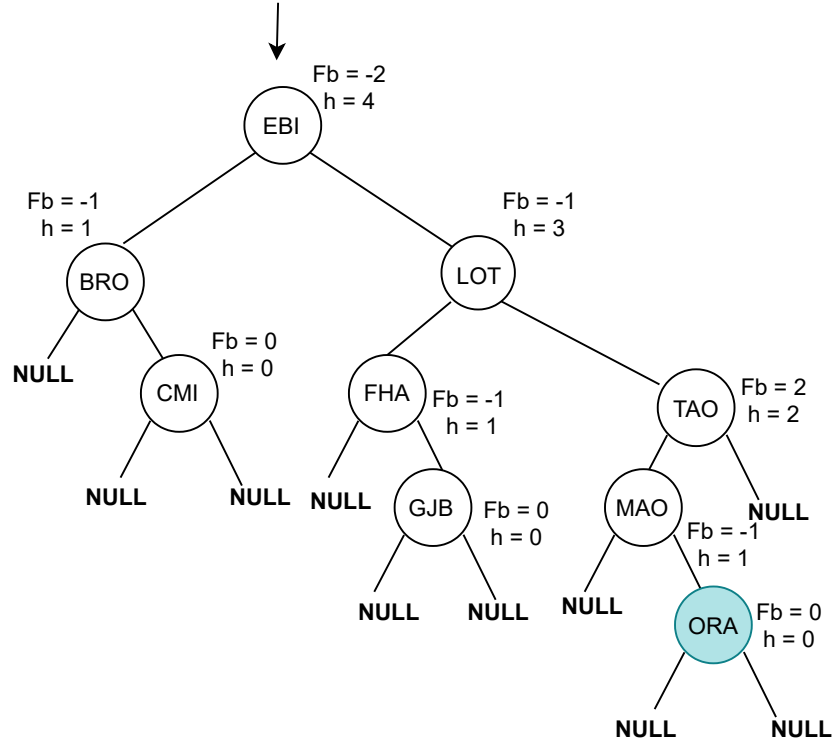 Fb = -2
h = 4
EBI
Fb = -1
h = 1
BRO
Fb = -1
h = 3
LOT
NULL
Fb = 0
h = 0
CMI
FHA
Fb = -1
h = 1
TAO
Fb = 2
h = 2
NULL
NULL
NULL
GJB
Fb = 0
h = 0
MAO
Fb = -1
h = 1
NULL
NULL
NULL
NULL
ORA
Fb = 0
h = 0
NULL
NULL